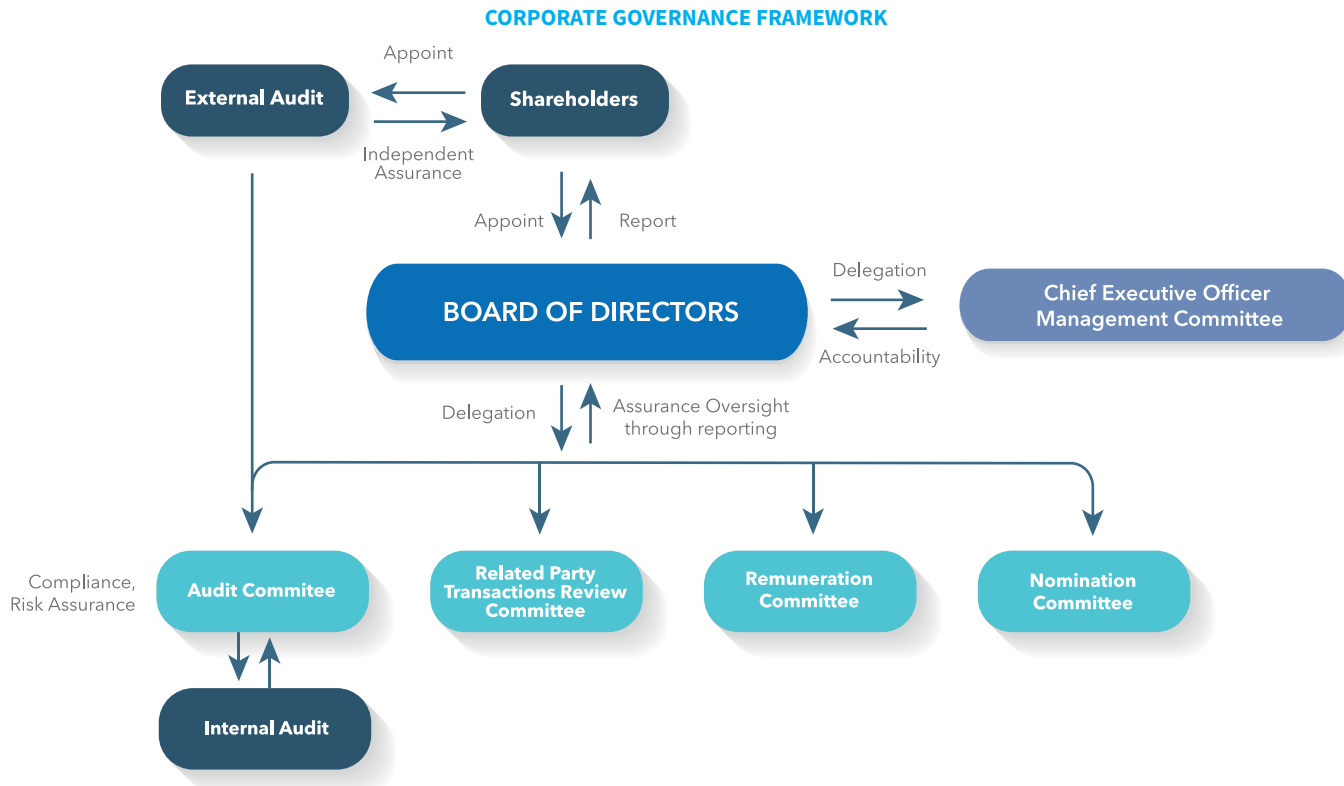 CORPORATE GOVERNANCE FRAMEWORK
Appoint
External Audit
Shareholders
Independent
Assurance
Appoint
Report
BOARD OF DIRECTORS
Delegation
Accountability
Chief Executive Officer
Management Committee
Delegation
Assurance Oversight
through reporting
Compliance,
Risk Assurance
Audit Commitee
Related Party
Transactions Review
Committee
Remuneration
Committee
Nomination
Committee
Internal Audit